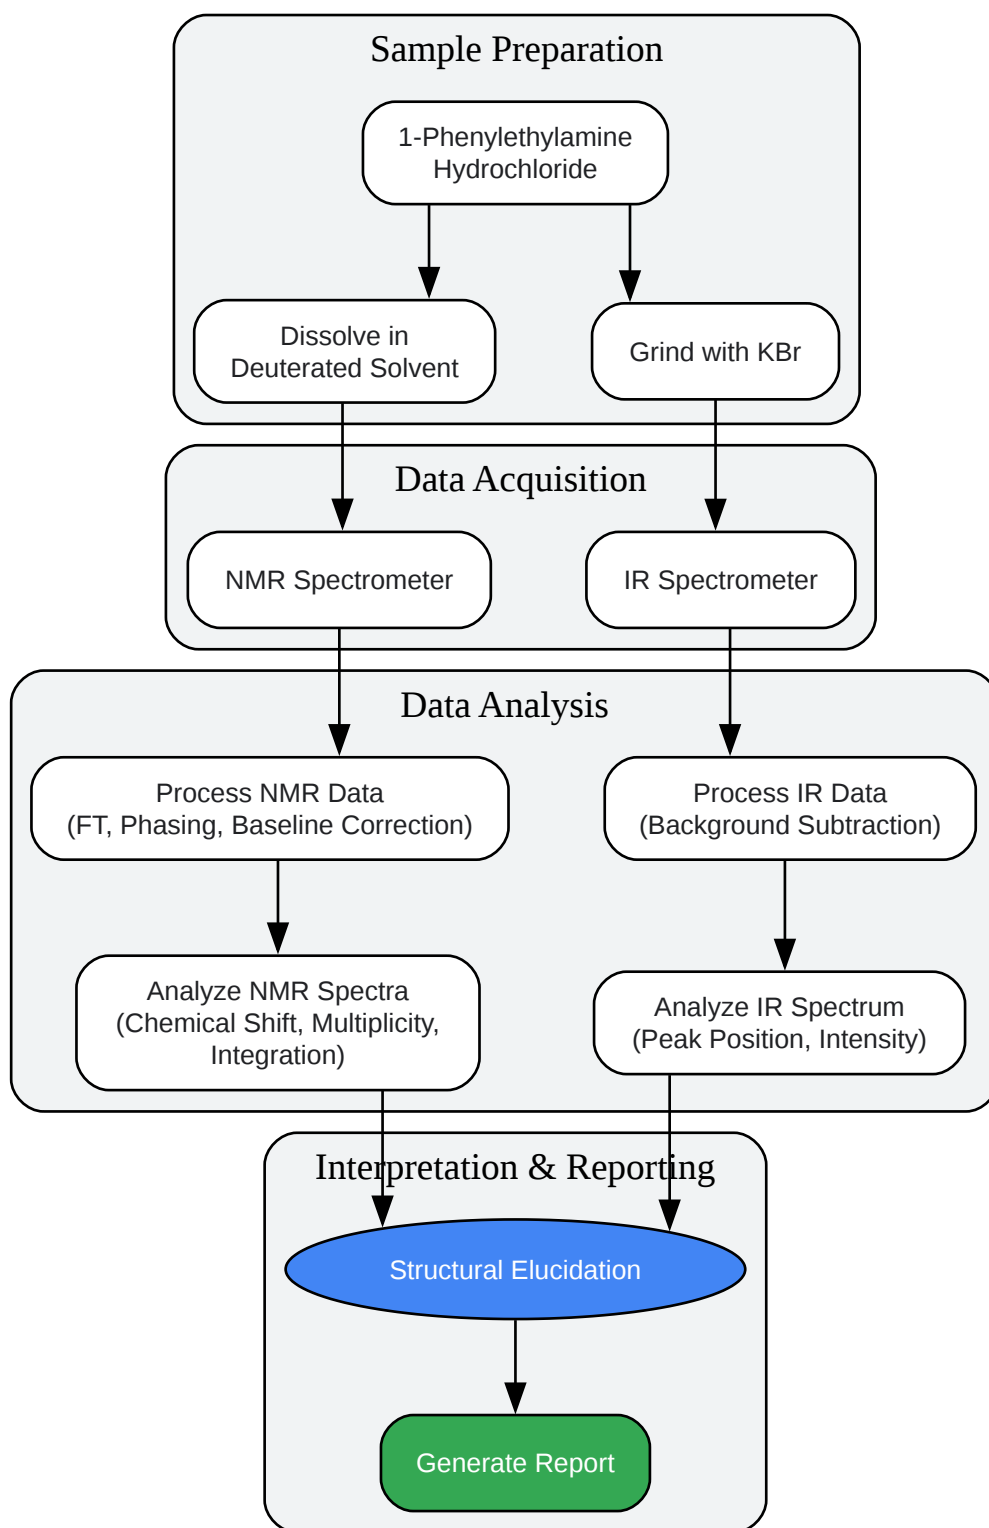 Sample Preparation
1-Phenylethylamine
Hydrochloride
Dissolve in
Deuterated Solvent
Grind with KBr
Data Acquisition
NMR Spectrometer
IR Spectrometer
Data Analysis
Process NMR Data
(FT, Phasing, Baseline Correction)
Process IR Data
(Background Subtraction)
Analyze NMR Spectra
(Chemical Shift, Multiplicity,
Integration)
Analyze IR Spectrum
(Peak Position, Intensity)
Interpretation & Reporting
Structural Elucidation
Generate Report